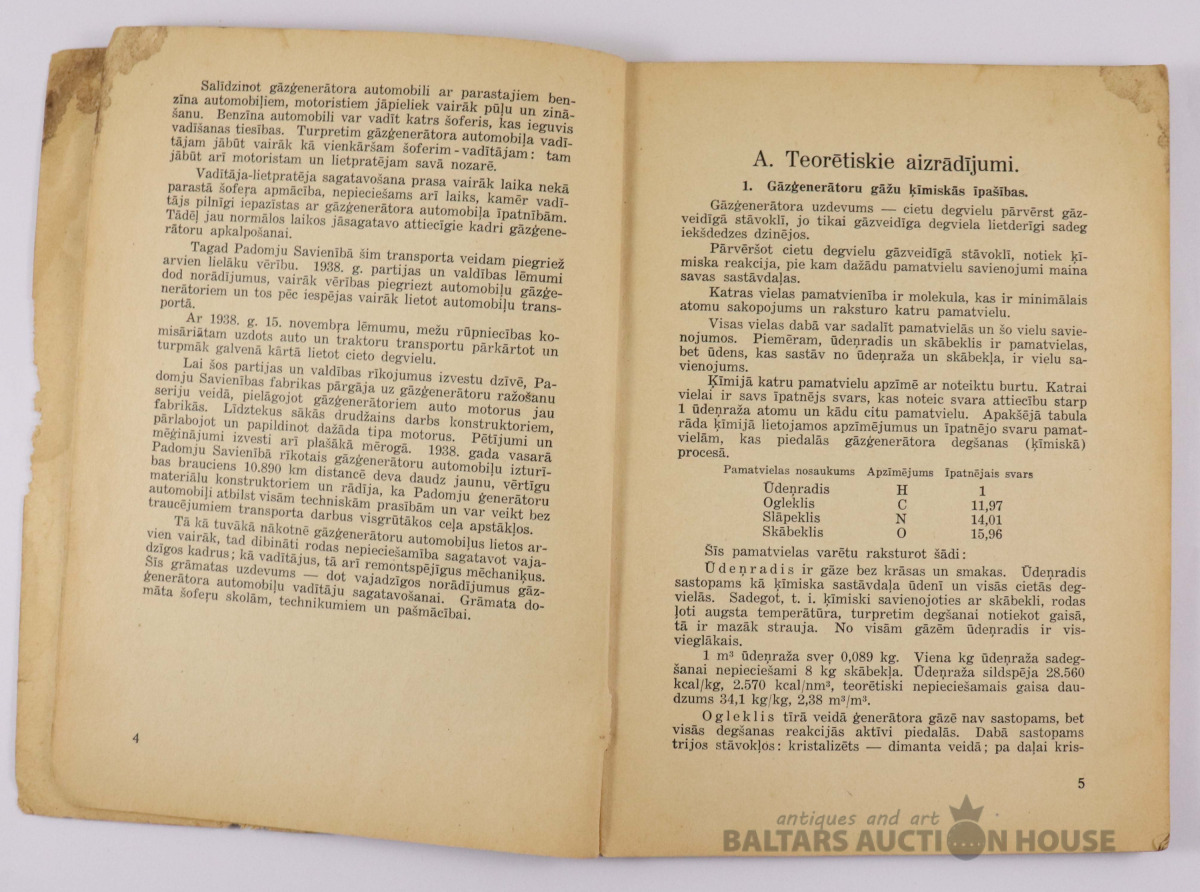 Salīdzinot gāzģenerātora automobili ar parastajiem ben-
zīna automobiļiem, motoristiem jāpieliek vairāk pūļu un zinā-
šanu. Benzīna automobili var vadīt katrs šoferis, kas ieguvis
vadīšanas tiesības. Turpretim gāzģenerātora automobiļa vadī-
tājam jābūt vairāk kā vienkāršam šoferim-vadītājam: tam
jābūt arī motoristam un lietpratējam savā nozarē.
Vadītāja-lietpratēja sagatavošana prasa vairāk laika nekā
parastā šofeŗa apmācība, nepieciešams arī laiks, kamēr vadī-
tājs pilnīgi iepazīstas ar gāzģenerātora automobiļa īpatnībām.
Tādēļ jau normālos laikos jāsagatavo attiecīgie kadri gāzģene-
rātoru apkalpošanai.
Tagad Padomju Savienībā šim transporta veidam piegriež
arvien lielāku vērību. 1938. g. partijas un valdības lēmumi
dod norādījumus, vairāk vērības piegriezt automobiļu gāzģe-
nerātoriem un tos pēc iespējas vairāk lietot automobiļu trans-
portā.
Ar 1938. g. 15. novembŗa lēmumu, mežu rūpniecības ko-
misāriātam uzdots auto un traktoru transportu pārkārtot un
turpmāk galvenā kārtā lietot cieto degvielu.
Lai šos partijas un valdības rīkojumus izvestu dzīvē, Pa-
domju Savienības fabrikas pārgāja uz gāzģenerātoru ražošanu
seriju veidā, pielāgojot gāzģenerātoriem auto motorus jau
fabrikās. Līdztekus sākās drudžains darbs konstruktoriem,
pārlabojot un papildinot dažāda tipa motorus. Pētījumi un
mēģinājumi izvesti arī plašākā mērogā. 1938. gada vasarā
Padomju Savienībā rīkotais gāzģenerātoru automobiļu izturī-
bas brauciens 10.890 km distancē deva daudz jaunu, vērtīgu
materiālu konstruktoriem un rādīja, ka Padomju ģenerātoru
automobiļi atbilst visām techniskām prasībām un var veikt bez
traucējumiem transporta darbus visgrūtākos ceļa apstākļos.
Tā kā tuvākā nākotnē gāzģenerātoru automobiļus lietos ar-
vien vairāk, tad dibināti rodas nepieciešamība sagatavot vaja-
dzīgos kadrus; kā vadītājus, tā arī remontspējīgus mēchaniķus.
Šīs grāmatas uzdevums — dot vajadzīgos norādījumus gāz-
ģenerātora automobiļu vadītāju sagatavošanai. Grāmata do-
māta šoferu skolām, technikumiem un pašmācībai.
4
A. Teorētiskie aizrādījumi.
1. Gāzģenerātoru gāžu ķīmiskās īpašības.
Gāzģenerātora uzdevums — cietu degvielu pārvērst gāz-
veidīgā stāvoklī, jo tikai gāzveidīga degviela lietderīgi sadeg
iekšdedzes dzinējos.
Pārvēršot cietu degvielu gāzveidīgā stāvoklī, notiek ķī-
miska reakcija, pie kam dažādu pamatvielu savienojumi maina
savas sastāvdaļas.
Katras vielas pamatvienība ir molekula, kas ir minimālais
atomu sakopojums un raksturo katru pamatvielu.
Visas vielas dabā var sadalīt pamatvielās un šo vielu savie-
nojumos. Piemēram, ūdeņradis un skābeklis ir pamatvielas,
bet ūdens, kas sastāv no ūdeņraža un skābekļa, ir vielu sa-
vienojums.
Ķīmijā katru pamatvielu apzīmē ar noteiktu burtu. Katrai
vielai ir savs īpatnējs svars, kas noteic svara attiecību starp
1 ūdeņraža atomu un kādu citu pamatvielu. Apakšējā tabula
rāda ķīmijā lietojamos apzīmējumus un īpatnējo svaru pamat-
vielām, kas piedalās gāzģenerātora degšanas (ķīmiskā)
procesā.
Pamatvielas nosaukums Apzīmējums Īpatnējais svars
Ūdeņradis H 1
Ogleklis C 11,97
Slāpeklis N 14,01
Skābeklis O 15,96
Šīs pamatvielas varētu raksturot šādi:
Ūdeņradis ir gāze bez krāsas un smakas. Ūdeņradis
sastopams kā ķīmiska sastāvdaļa ūdenī un visās cietās deg-
vielās. Sadegot, t. i. ķīmiski savienojoties ar skābekli, rodas
ļoti augsta temperātūra, turpretim degšanai notiekot gaisā,
tā ir mazāk strauja. No visām gāzēm ūdeņradis ir vis-
vieglākais.
1 m³ ūdeņraža sveŗ 0,089 kg. Viena kg ūdeņraža sadeg-
šanai nepieciešami 8 kg skābekļa. Ūdeņraža sildspēja 28.560
kcal/kg, 2.570 kcal/nm³, teorētiski nepieciešamais gaisa dau-
dzums 34,1 kg/kg, 2,38 m³/m³.
Ogleklis tīrā veidā ģenerātora gāzē nav sastopams, bet
visās degšanas reakcijās aktīvi piedalās. Dabā sastopams
trijos stāvokļos: kristalizēts — dimanta veidā; pa daļai kris-
5
antiques and art
BALTARS AUCTION HOUSE